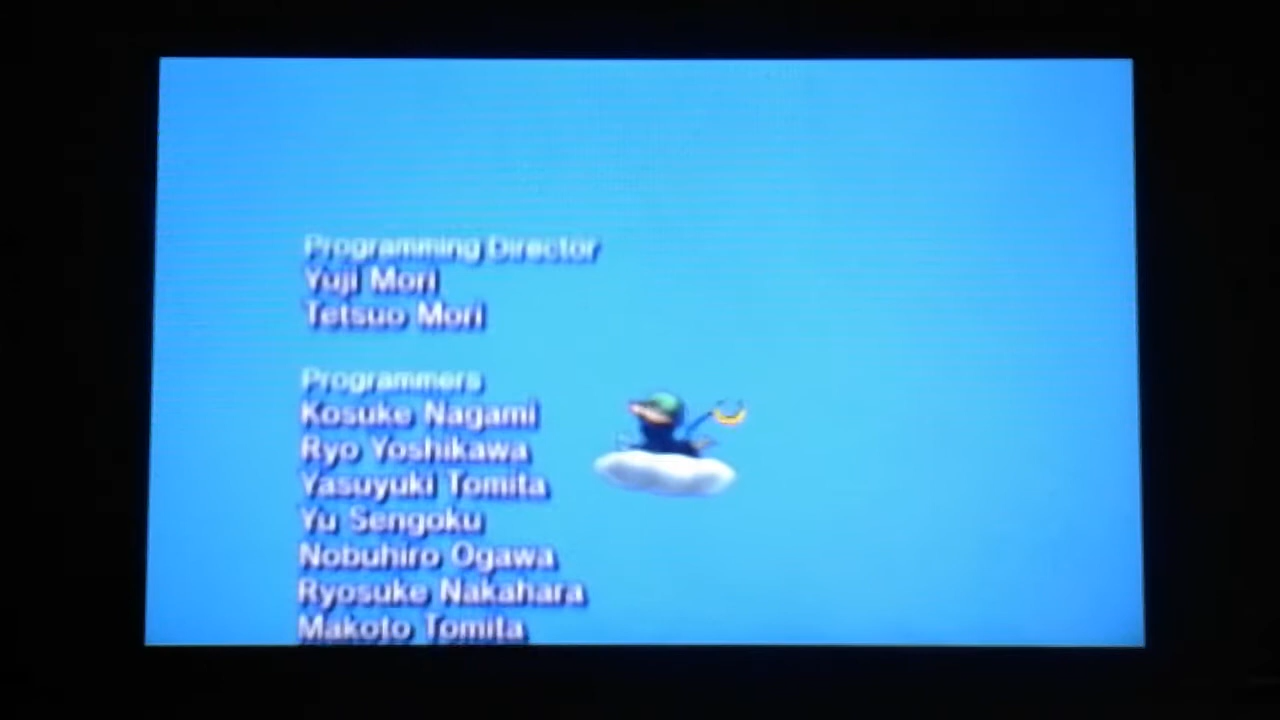 Programming Director
Yuji Mori
Tetsuo Mori
Programmers
Kosuke Nagami
Ryo Yoshikawa
Yasuyuki Tomita
Yu Sengoku
Nobuhiro Ogawa
Ryosuke Nakahara
Makoto Tomita